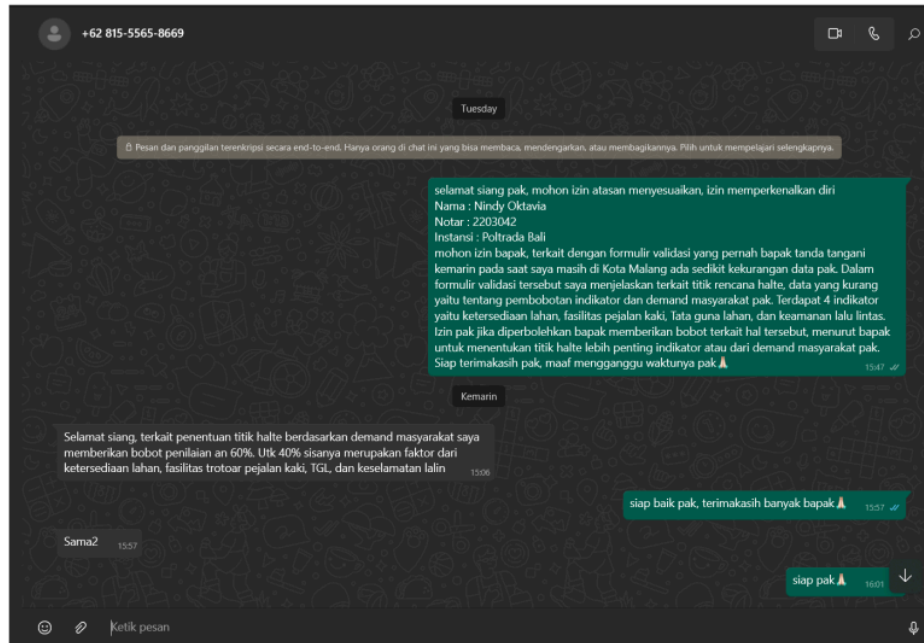 +62 815-5565-8669
Tuesday
Pesan dan panggilan terenkripsi secara end-to-end. Hanya orang di chat ini yang bisa membaca, mendengarkan, atau membagikannya. Pilih untuk mempelajari selengkapnya.
selamat siang pak, mohon izin atasan menyesuaikan, izin memperkenalkan diri
Nama : Nindy Oktavia
Notar : 2203042
Instansi : Poltrada Bali
mohon izin bapak, terkait dengan formulir validasi yang pernah bapak tanda tangani
kemarin pada saat saya masih di Kota Malang ada sedikit kekurangan data pak. Dalam
formulir validasi tersebut saya menjelaskan terkait titik rencana halte, data yang kurang
yaitu tentang pembobotan indikator dan demand masyarakat pak. Terdapat 4 indikator
yaitu ketersediaan lahan, fasilitas pejalan kaki, Tata guna lahan, dan keamanan lalu lintas.
Izin pak jika diperbolehkan bapak memberikan bobot terkait hal tersebut, menurut bapak
untuk menentukan titik halte lebih penting indikator atau dari demand masyarakat pak.
Siap terimakasih pak, maaf mengganggu waktunya pak🙏🏻
15:47
Kemarin
Selamat siang, terkait penentuan titik halte berdasarkan demand masyarakat saya
memberikan bobot penilaian an 60%. Utk 40% sisanya merupakan faktor dari
ketersediaan lahan, fasilitas trotoar pejalan kaki, TGL, dan keselamatan lalin
15:06
siap baik pak, terimakasih banyak bapak🙏🏻 15:57
Sama2 15:57
siap pak🙏🏻 16:01
Ketik pesan